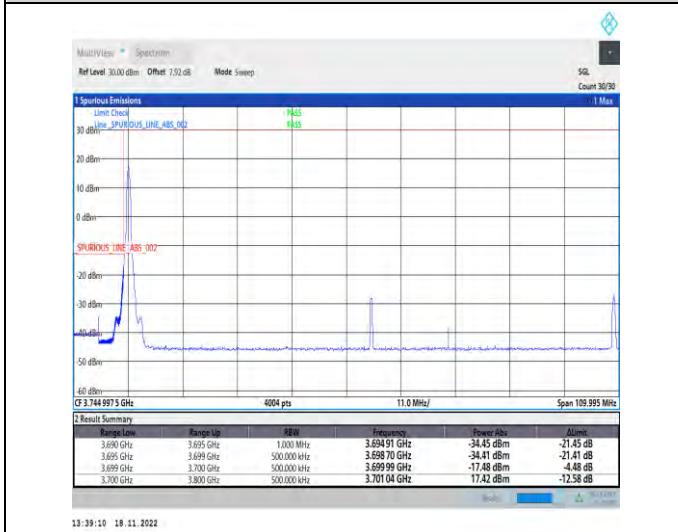 MultiView Spectrum
Ref Level 30.00 dBm Offset 7.92 dB Mode Sweep SGL
Count 30/30
1 Spurious Emissions 1 Max
Limit Check PASS
Line _SPURIOUS_LINE_ABS_002 PASS
30 dBm
20 dBm
10 dBm
0 dBm
_SPURIOUS_LINE_ABS_002
-20 dBm
-30 dBm
-40 dBm
-50 dBm
-60 dBm
CF 3.744 997 5 GHz 4004 pts 11.0 MHz/ Span 109.995 MHz
2 Result Summary
Range Low Range Up RBW Frequency Power Abs ΔLimit
3.690 GHz 3.695 GHz 1.000 MHz 3.694 91 GHz -34.45 dBm -21.45 dB
3.695 GHz 3.699 GHz 500.000 kHz 3.698 70 GHz -34.41 dBm -21.41 dB
3.699 GHz 3.700 GHz 500.000 kHz 3.699 99 GHz -17.48 dBm -4.48 dB
3.700 GHz 3.800 GHz 500.000 kHz 3.701 04 GHz 17.42 dBm -12.58 dB
13:39:10 18.11.2022